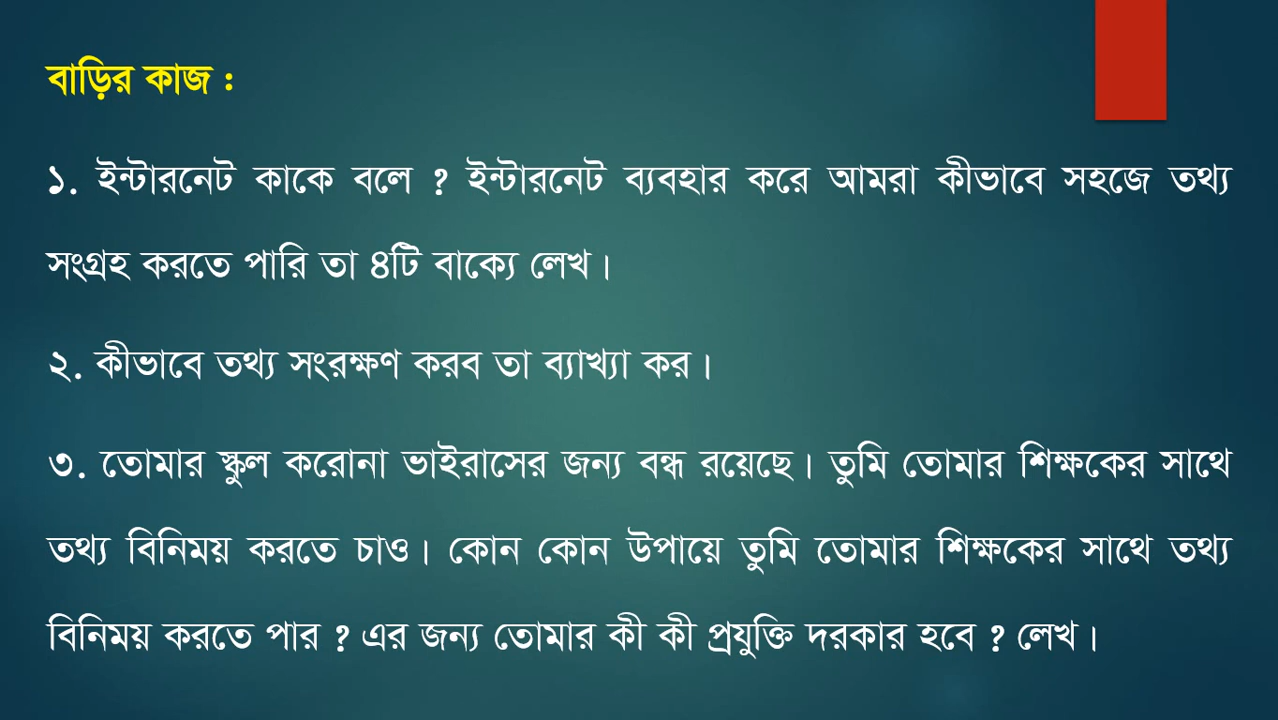 বাড়ির কাজ :
১. ইন্টারনেট কাকে বলে ? ইন্টারনেট ব্যবহার করে আমরা কীভাবে সহজে তথ্য
সংগ্রহ করতে পারি তা ৪টি বাক্যে লেখ।
২. কীভাবে তথ্য সংরক্ষণ করব তা ব্যাখ্যা কর।
৩. তোমার স্কুল করোনা ভাইরাসের জন্য বন্ধ রয়েছে। তুমি তোমার শিক্ষকের সাথে
তথ্য বিনিময় করতে চাও। কোন কোন উপায়ে তুমি তোমার শিক্ষকের সাথে তথ্য
বিনিময় করতে পার ? এর জন্য তোমার কী কী প্রযুক্তি দরকার হবে ? লেখ।